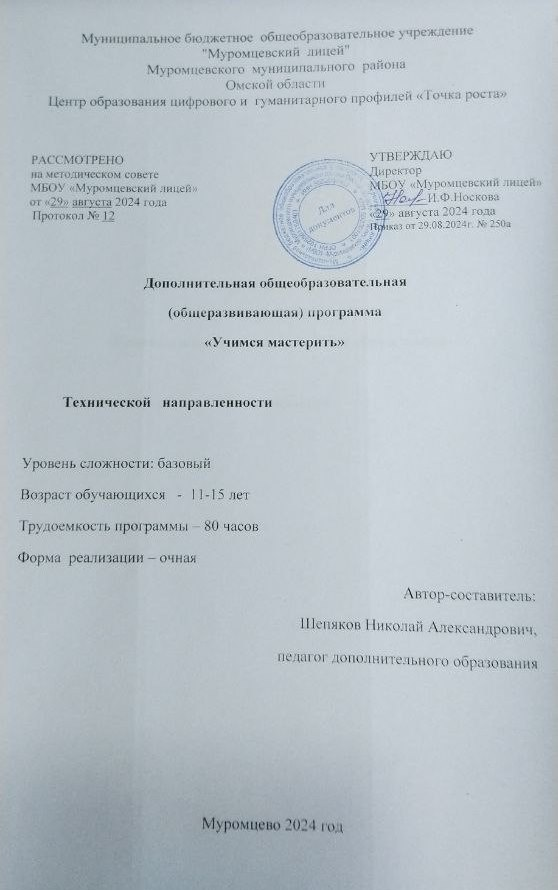 Муниципальное бюджетное общеобразовательное учреждение
"Муромцевский лицей"
Муромцевского муниципального района
Омской области
Центр образования цифрового и гуманитарного профилей «Точка роста»
РАССМОТРЕНО
на методическом совете
МБОУ «Муромцевский лицей»
от «29» августа 2024 года
Протокол № 12
УТВЕРЖДАЮ
Директор
МБОУ «Муромцевский лицей»
И.Ф.Носкова
«29» августа 2024 года
Приказ от 29.08.2024г. № 250а
Для
документов
Дополнительная общеобразовательная
(общеразвивающая) программа
«Учимся мастерить»
Технической направленности
Уровень сложности: базовый
Возраст обучающихся - 11-15 лет
Трудоемкость программы – 80 часов
Форма реализации – очная
Автор-составитель:
Шепяков Николай Александрович,
педагог дополнительного образования
Муромцево 2024 год